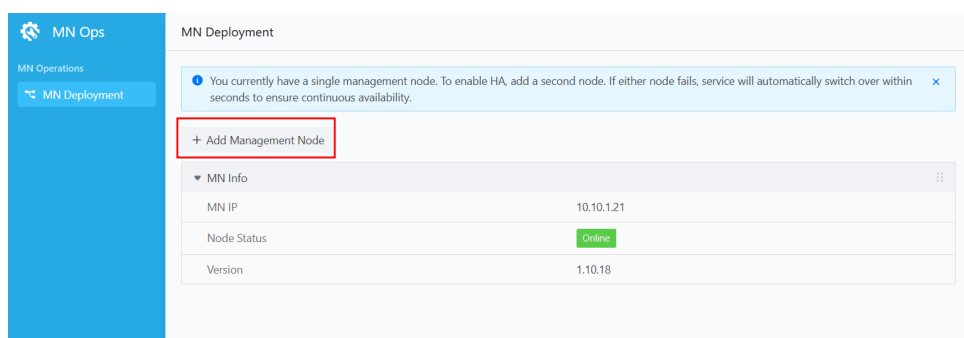 MN Ops
MN Operations
MN Deployment
MN Deployment
You currently have a single management node. To enable HA, add a second node. If either node fails, service will automatically switch over within
seconds to ensure continuous availability.
+ Add Management Node
MN Info
MN IP 10.10.1.21
Node Status Online
Version 1.10.18